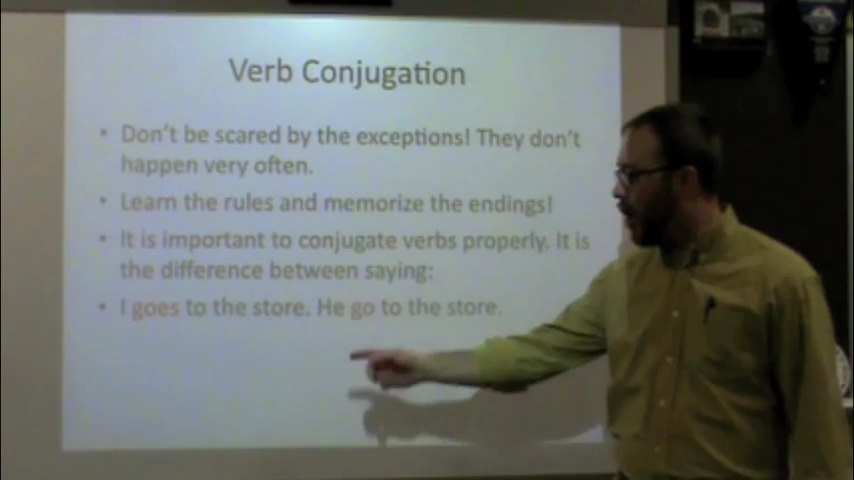 Verb Conjugation
• Don't be scared by the exceptions! They don't
happen very often.
• Learn the rules and memorize the endings!
• It is important to conjugate verbs properly. It is
the difference between saying:
• I goes to the store. He go to the store.